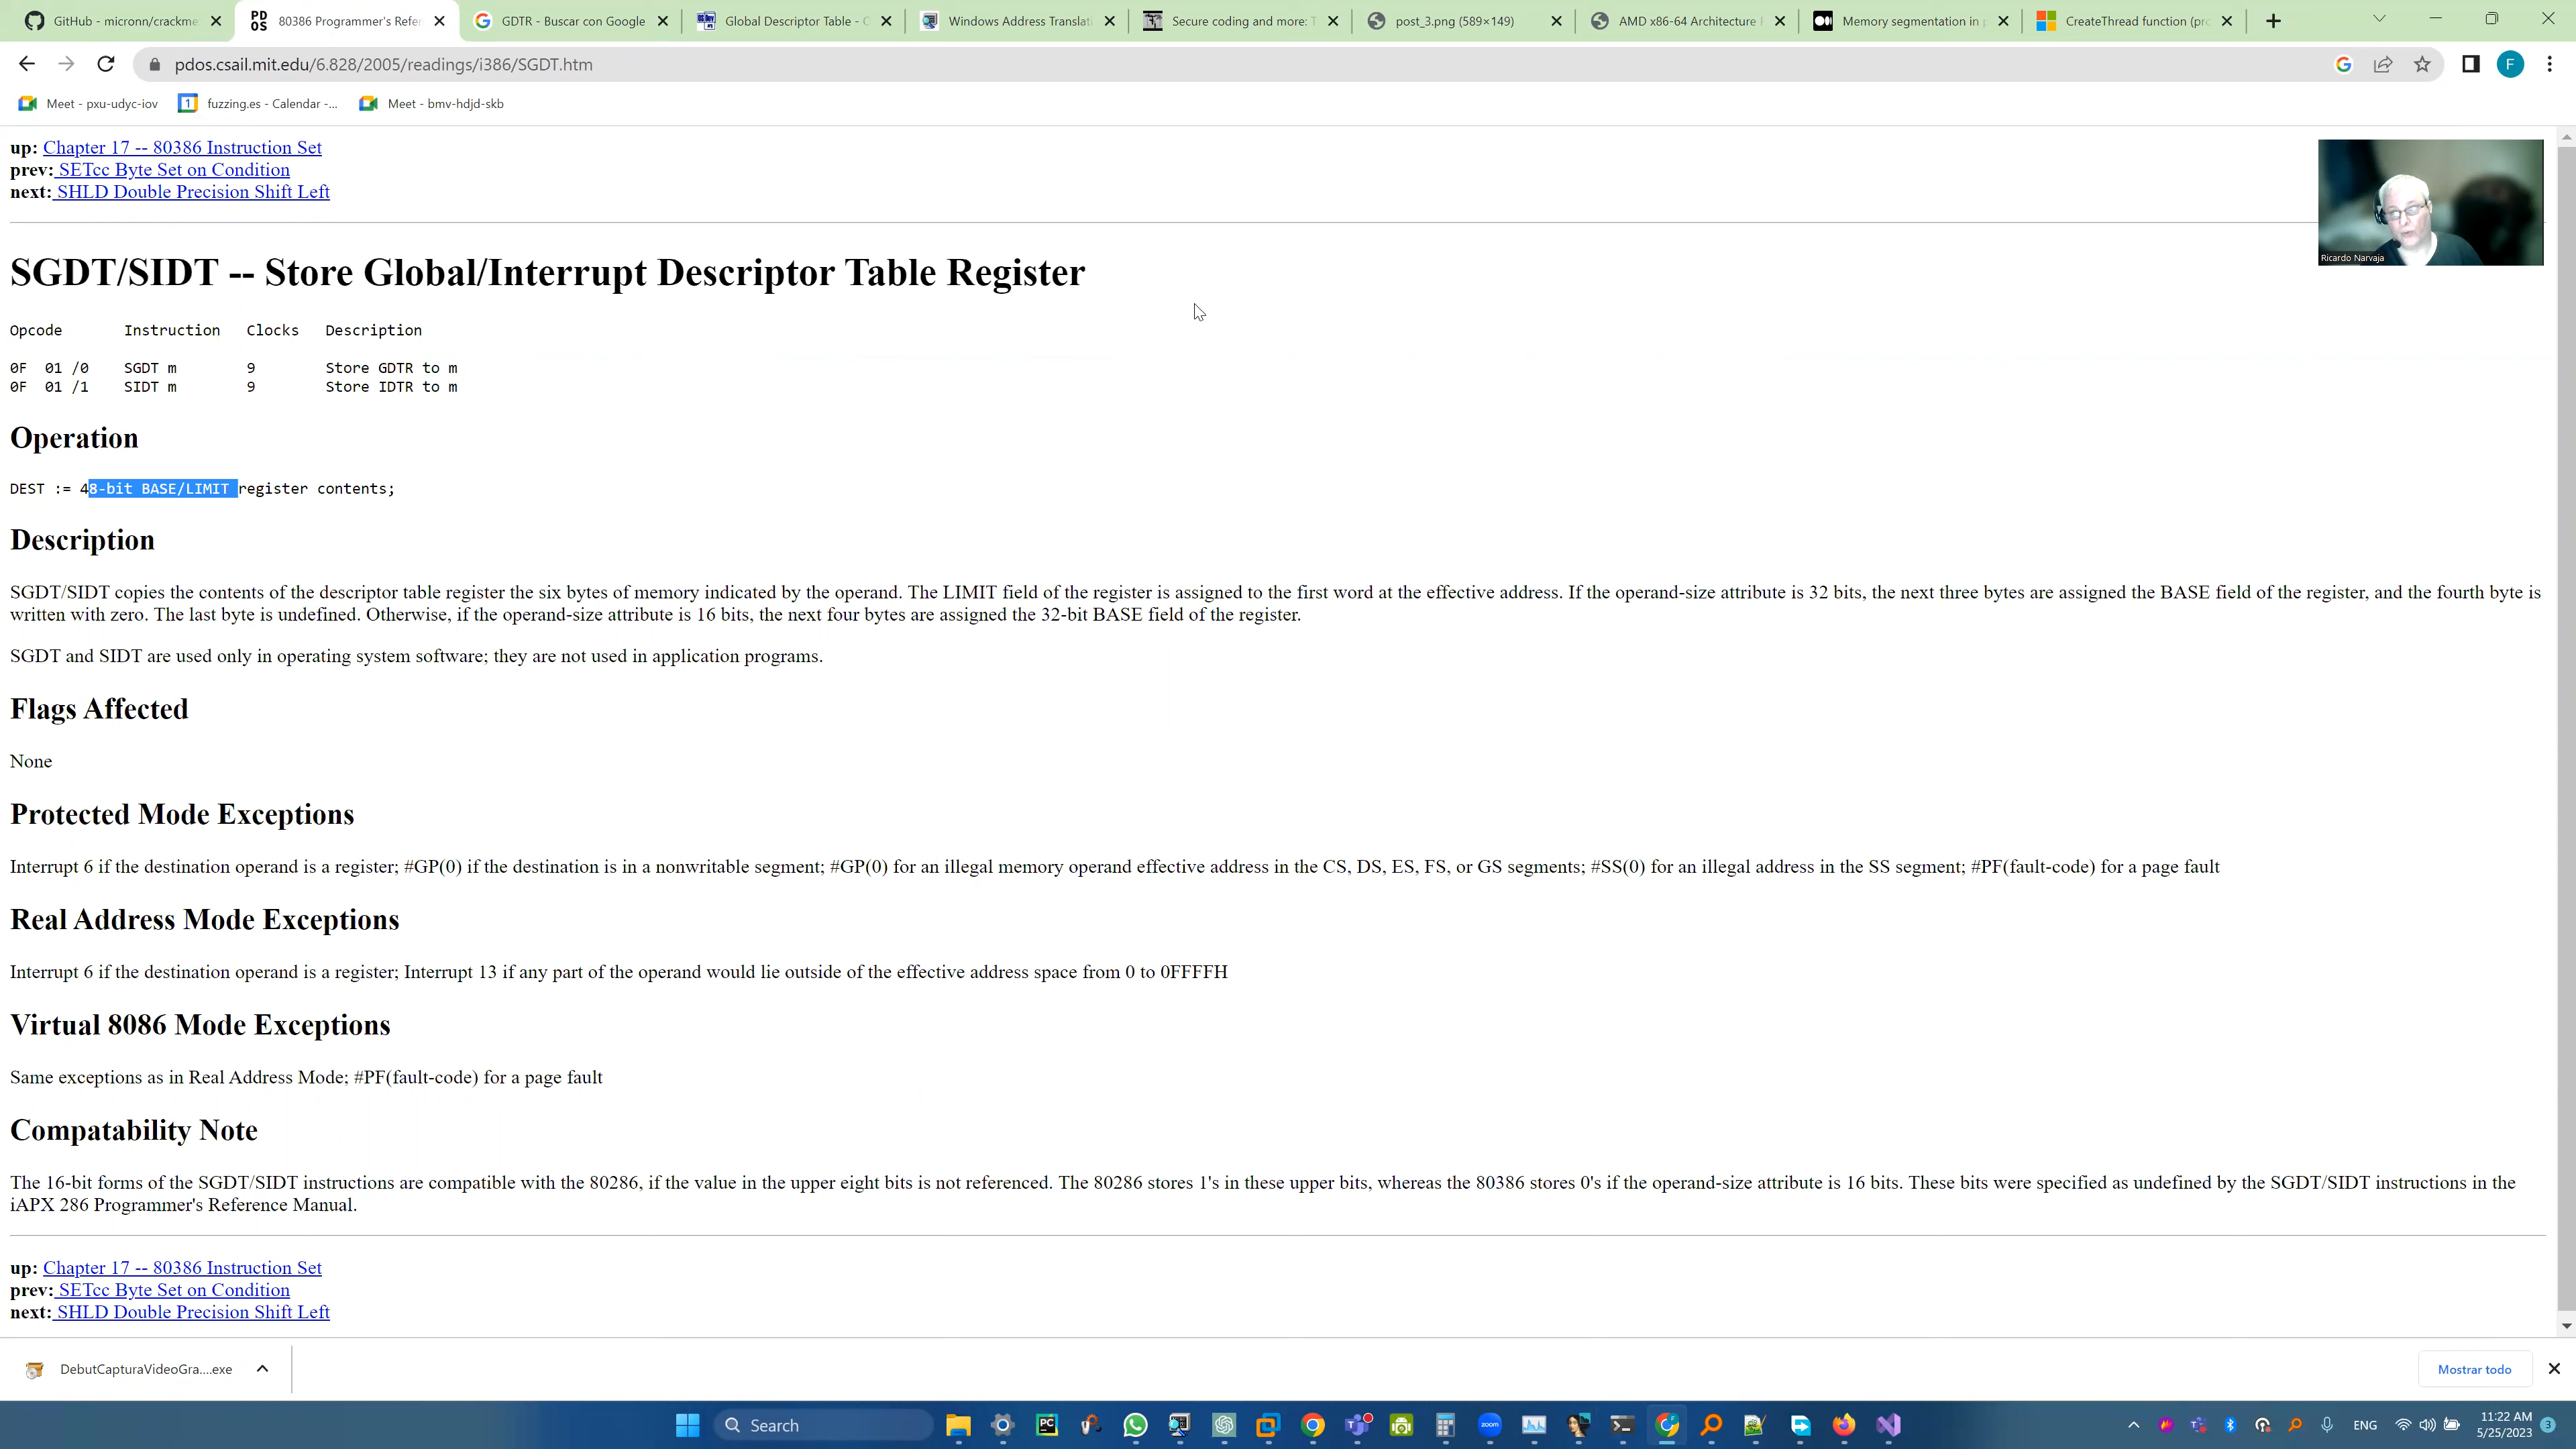 GitHub - micronn/crackme
80386 Programmer's Refer
GDTR - Buscar con Google
Global Descriptor Table - O
Windows Address Translati
Secure coding and more: T
post_3.png (589×149)
AMD x86-64 Architecture
Memory segmentation in
CreateThread function (pro
pdos.csail.mit.edu/6.828/2005/readings/i386/SGDT.htm
F
Meet - pxu-udyc-iov
fuzzing.es - Calendar -...
Meet - bmv-hdjd-skb
up: Chapter 17 -- 80386 Instruction Set
prev: SETcc Byte Set on Condition
next: SHLD Double Precision Shift Left
Ricardo Narvaja
SGDT/SIDT -- Store Global/Interrupt Descriptor Table Register
Opcode Instruction Clocks Description
0F 01 /0 SGDT m 9 Store GDTR to m
0F 01 /1 SIDT m 9 Store IDTR to m
Operation
DEST := 48-bit BASE/LIMIT register contents;
Description
SGDT/SIDT copies the contents of the descriptor table register the six bytes of memory indicated by the operand. The LIMIT field of the register is assigned to the first word at the effective address. If the operand-size attribute is 32 bits, the next three bytes are assigned the BASE field of the register, and the fourth byte is
written with zero. The last byte is undefined. Otherwise, if the operand-size attribute is 16 bits, the next four bytes are assigned the 32-bit BASE field of the register.
SGDT and SIDT are used only in operating system software; they are not used in application programs.
Flags Affected
None
Protected Mode Exceptions
Interrupt 6 if the destination operand is a register; #GP(0) if the destination is in a nonwritable segment; #GP(0) for an illegal memory operand effective address in the CS, DS, ES, FS, or GS segments; #SS(0) for an illegal address in the SS segment; #PF(fault-code) for a page fault
Real Address Mode Exceptions
Interrupt 6 if the destination operand is a register; Interrupt 13 if any part of the operand would lie outside of the effective address space from 0 to 0FFFFH
Virtual 8086 Mode Exceptions
Same exceptions as in Real Address Mode; #PF(fault-code) for a page fault
Compatability Note
The 16-bit forms of the SGDT/SIDT instructions are compatible with the 80286, if the value in the upper eight bits is not referenced. The 80286 stores 1's in these upper bits, whereas the 80386 stores 0's if the operand-size attribute is 16 bits. These bits were specified as undefined by the SGDT/SIDT instructions in the
iAPX 286 Programmer's Reference Manual.
up: Chapter 17 -- 80386 Instruction Set
prev: SETcc Byte Set on Condition
next: SHLD Double Precision Shift Left
DebutCapturaVideoGra....exe
Mostrar todo
Search
ENG
11:22 AM
5/25/2023
3